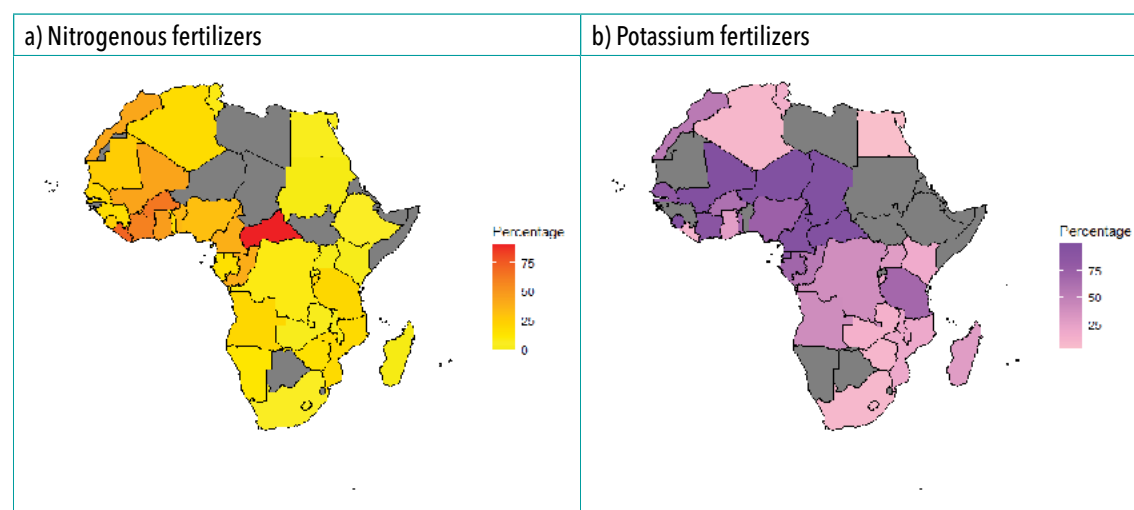 a) Nitrogenous fertilizers
b) Potassium fertilizers
Percentage
75
50
25
0
Percentage
75
50
25